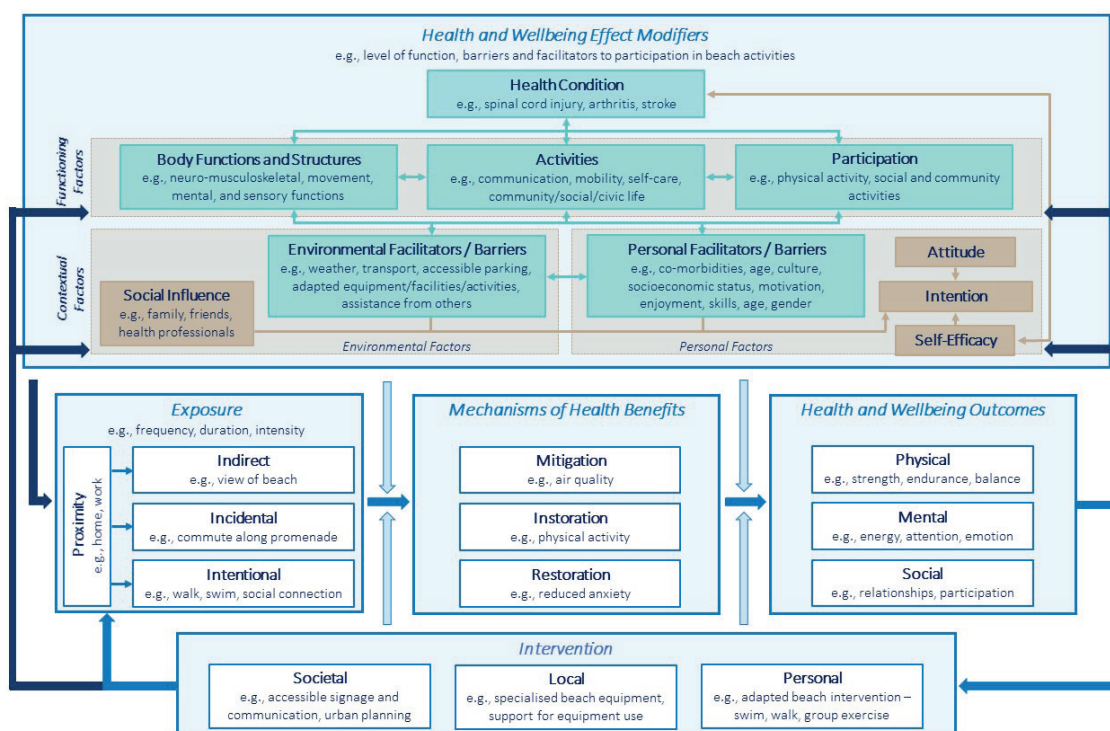 Health and Wellbeing Effect Modifiers
e.g., level of function, barriers and facilitators to participation in beach activities
Health Condition
e.g., spinal cord injury, arthritis, stroke
Functioning
Factors
Body Functions and Structures
e.g., neuro-musculoskeletal, movement,
mental, and sensory functions
Activities
e.g., communication, mobility, self-care,
community/social/civic life
Participation
e.g., physical activity, social and community
activities
Contextual
Factors
Social Influence
e.g., family, friends,
health professionals
Environmental Facilitators / Barriers
e.g., weather, transport, accessible parking,
adapted equipment/facilities/activities,
assistance from others
Environmental Factors
Personal Facilitators / Barriers
e.g., co-morbidities, age, culture,
socioeconomic status, motivation,
enjoyment, skills, age, gender
Personal Factors
Attitude
Intention
Self-Efficacy
Exposure
e.g., frequency, duration, intensity
Proximity
e.g., home, work
Indirect
e.g., view of beach
Incidental
e.g., commute along promenade
Intentional
e.g., walk, swim, social connection
Mechanisms of Health Benefits
Mitigation
e.g., air quality
Instoration
e.g., physical activity
Restoration
e.g., reduced anxiety
Health and Wellbeing Outcomes
Physical
e.g., strength, endurance, balance
Mental
e.g., energy, attention, emotion
Social
e.g., relationships, participation
Intervention
Societal
e.g., accessible signage and
communication, urban planning
Local
e.g., specialised beach equipment,
support for equipment use
Personal
e.g., adapted beach intervention –
swim, walk, group exercise